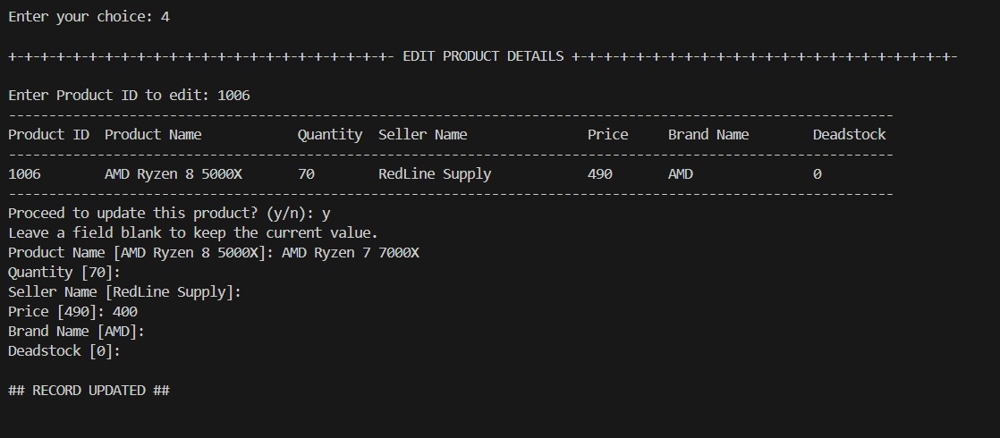 Enter your choice: 4
+-+-+-+-+-+-+-+-+-+-+-+-+-+-+-+-+-+-+-+-+-+-+-+- EDIT PRODUCT DETAILS +-+-+-+-+-+-+-+-+-+-+-+-+-+-+-+-+-+-+-+-+-+-+-+-
Enter Product ID to edit: 1006
--------------------------------------------------------------------------------------------------------------
Product ID  Product Name            Quantity  Seller Name               Price     Brand Name        Deadstock
--------------------------------------------------------------------------------------------------------------
1006        AMD Ryzen 8 5000X       70        RedLine Supply            490       AMD               0
--------------------------------------------------------------------------------------------------------------
Proceed to update this product? (y/n): y
Leave a field blank to keep the current value.
Product Name [AMD Ryzen 8 5000X]: AMD Ryzen 7 7000X
Quantity [70]:
Seller Name [RedLine Supply]:
Price [490]: 400
Brand Name [AMD]:
Deadstock [0]:
## RECORD UPDATED ##